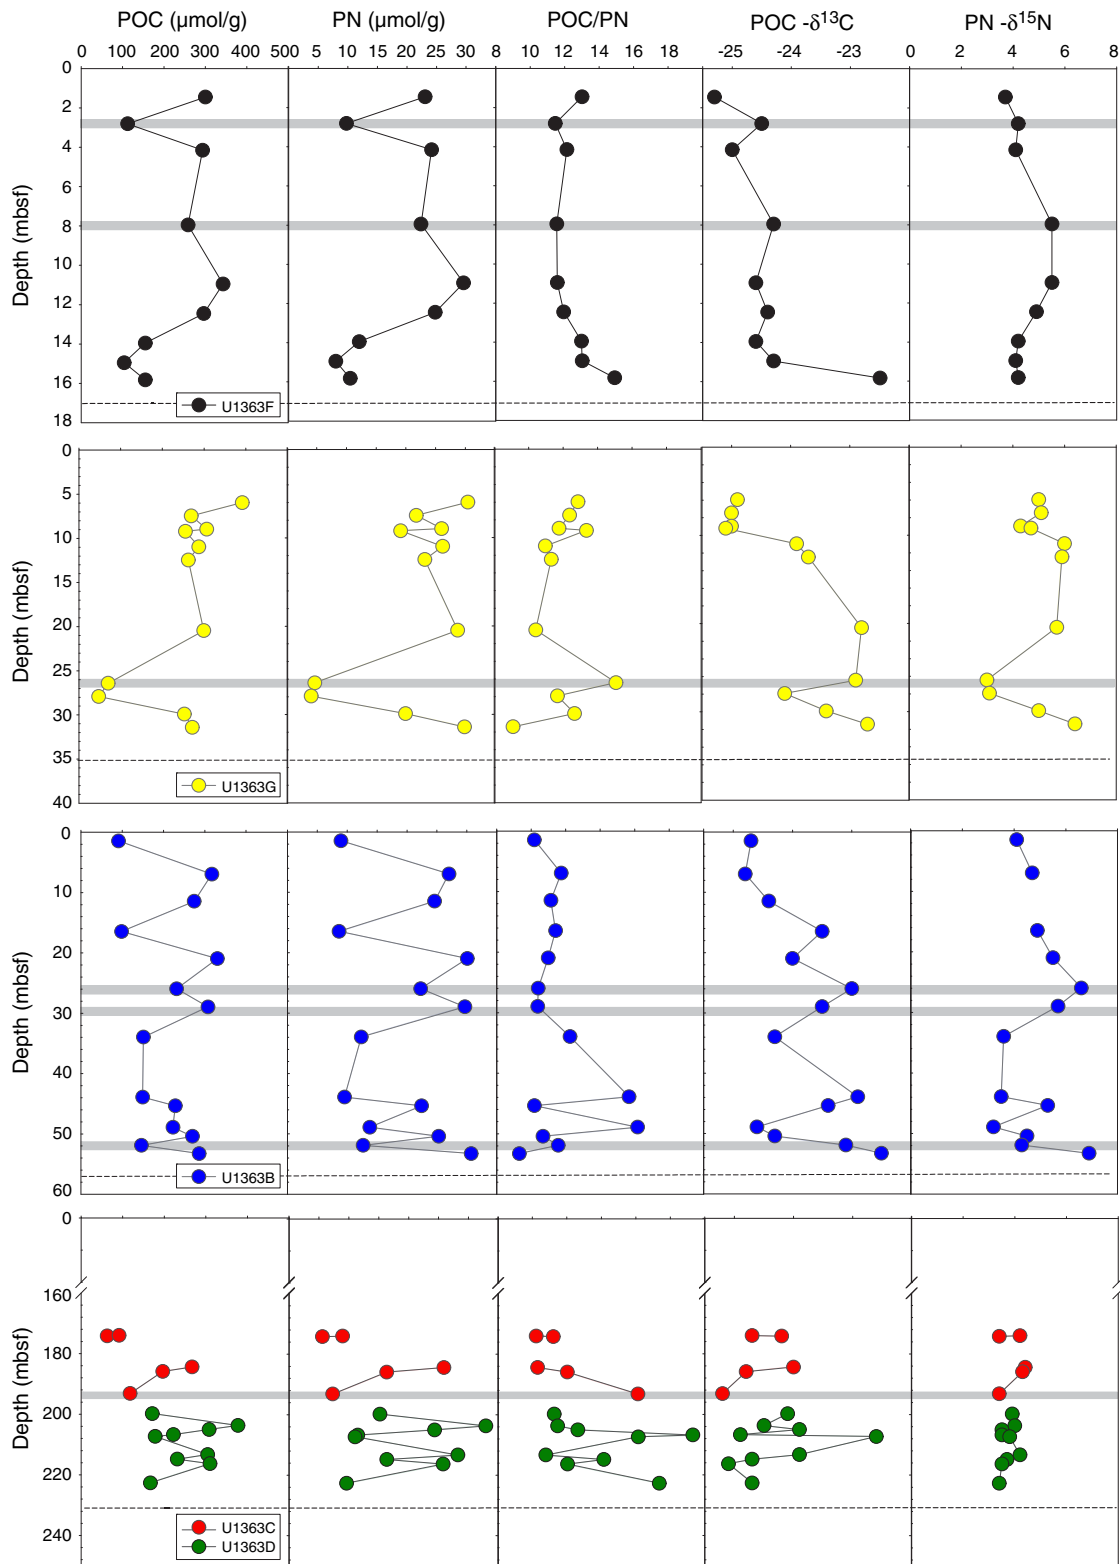 POC (µmol/g) PN (µmol/g) POC/PN POC -δ¹³C PN -δ¹⁵N
0 100 200 300 400 500 5 10 15 20 25 30 8 10 12 14 16 18 -25 -24 -23 0 2 4 6 8
Depth (mbsf)
0
2
4
6
8
10
12
14
16
18
U1363F
Depth (mbsf)
0
5
10
15
20
25
30
35
40
U1363G
Depth (mbsf)
0
10
20
30
40
50
60
U1363B
Depth (mbsf)
0
160
180
200
220
240
U1363C
U1363D